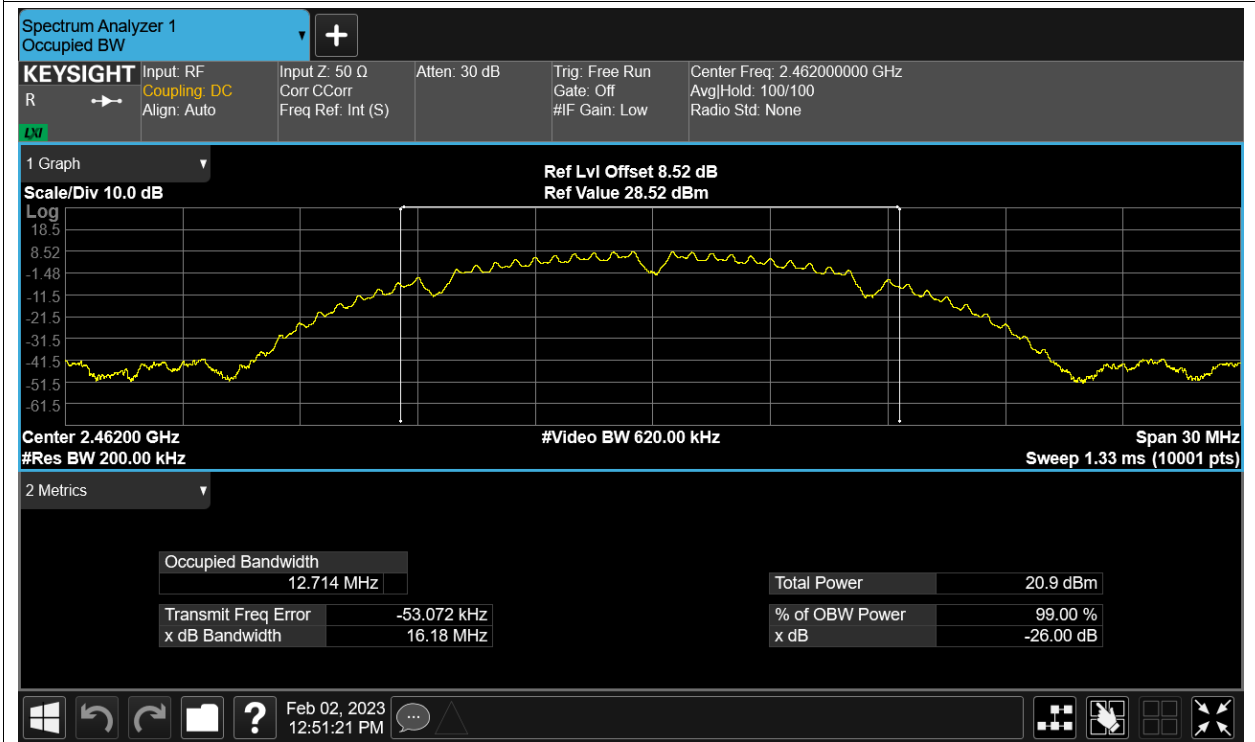 Spectrum Analyzer 1
Occupied BW
+
KEYSIGHT
R
LXI
Input: RF
Coupling: DC
Align: Auto
Input Z: 50 Ω
Corr CCorr
Freq Ref: Int (S)
Atten: 30 dB
Trig: Free Run
Gate: Off
#IF Gain: Low
Center Freq: 2.462000000 GHz
Avg|Hold: 100/100
Radio Std: None
1 Graph
Scale/Div 10.0 dB
Ref Lvl Offset 8.52 dB
Ref Value 28.52 dBm
Log
18.5
8.52
-1.48
-11.5
-21.5
-31.5
-41.5
-51.5
-61.5
Center 2.46200 GHz
#Res BW 200.00 kHz
#Video BW 620.00 kHz
Span 30 MHz
Sweep 1.33 ms (10001 pts)
2 Metrics
Occupied Bandwidth
12.714 MHz
Transmit Freq Error -53.072 kHz
x dB Bandwidth 16.18 MHz
Total Power 20.9 dBm
% of OBW Power 99.00 %
x dB -26.00 dB
?
Feb 02, 2023
12:51:21 PM